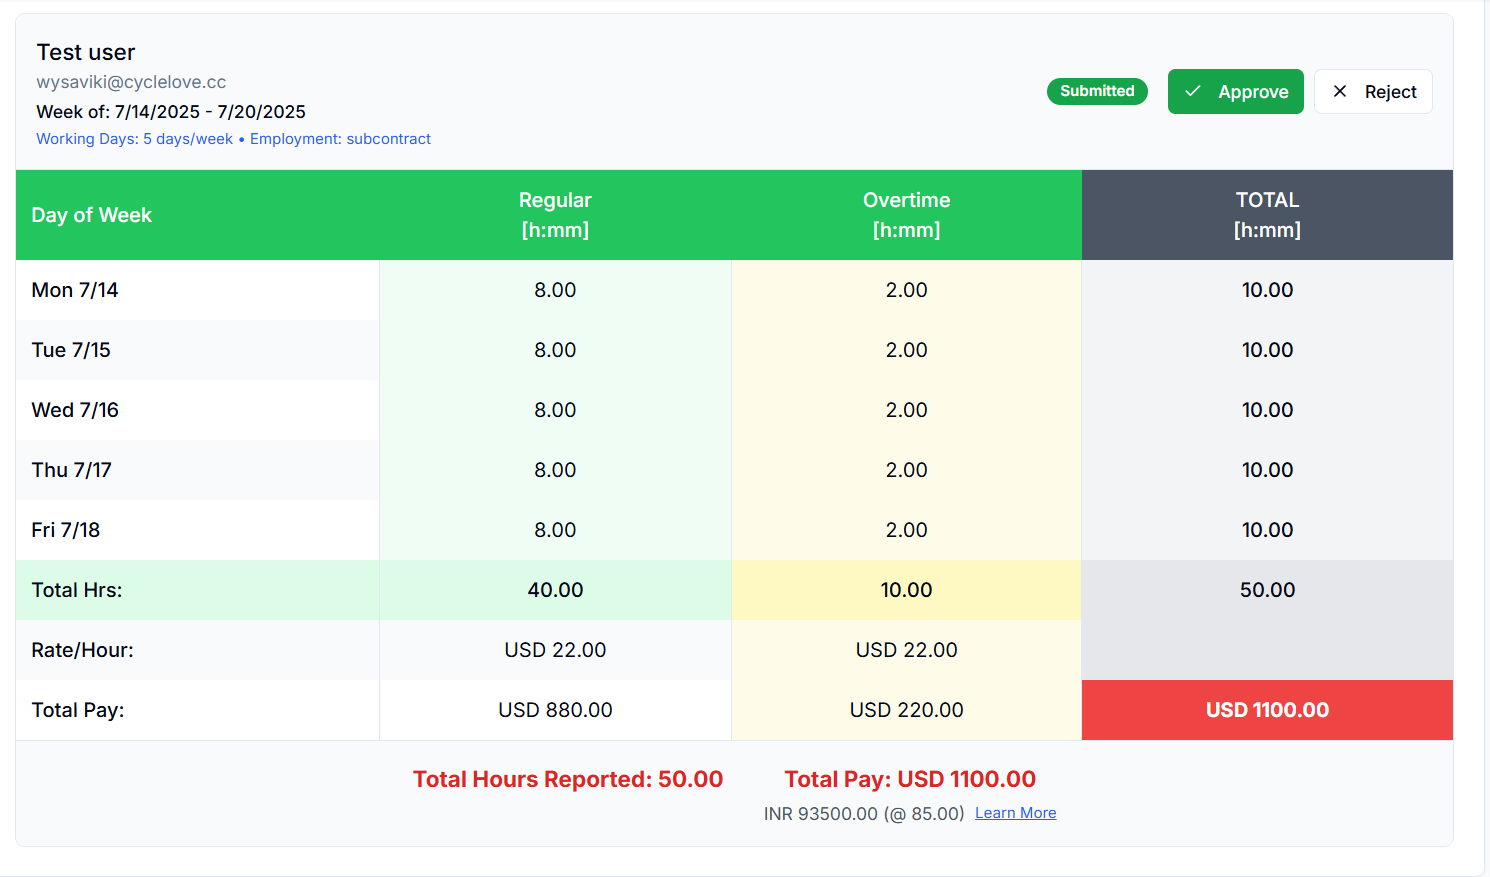 Test user
wysaviki@cyclelove.cc
Week of: 7/14/2025 - 7/20/2025
Working Days: 5 days/week • Employment: subcontract
Submitted
Approve
Reject
Day of Week Regular [h:mm] Overtime [h:mm] TOTAL [h:mm]
Mon 7/14 8.00 2.00 10.00
Tue 7/15 8.00 2.00 10.00
Wed 7/16 8.00 2.00 10.00
Thu 7/17 8.00 2.00 10.00
Fri 7/18 8.00 2.00 10.00
Total Hrs: 40.00 10.00 50.00
Rate/Hour: USD 22.00 USD 22.00
Total Pay: USD 880.00 USD 220.00 USD 1100.00
Total Hours Reported: 50.00 Total Pay: USD 1100.00
INR 93500.00 (@ 85.00) Learn More